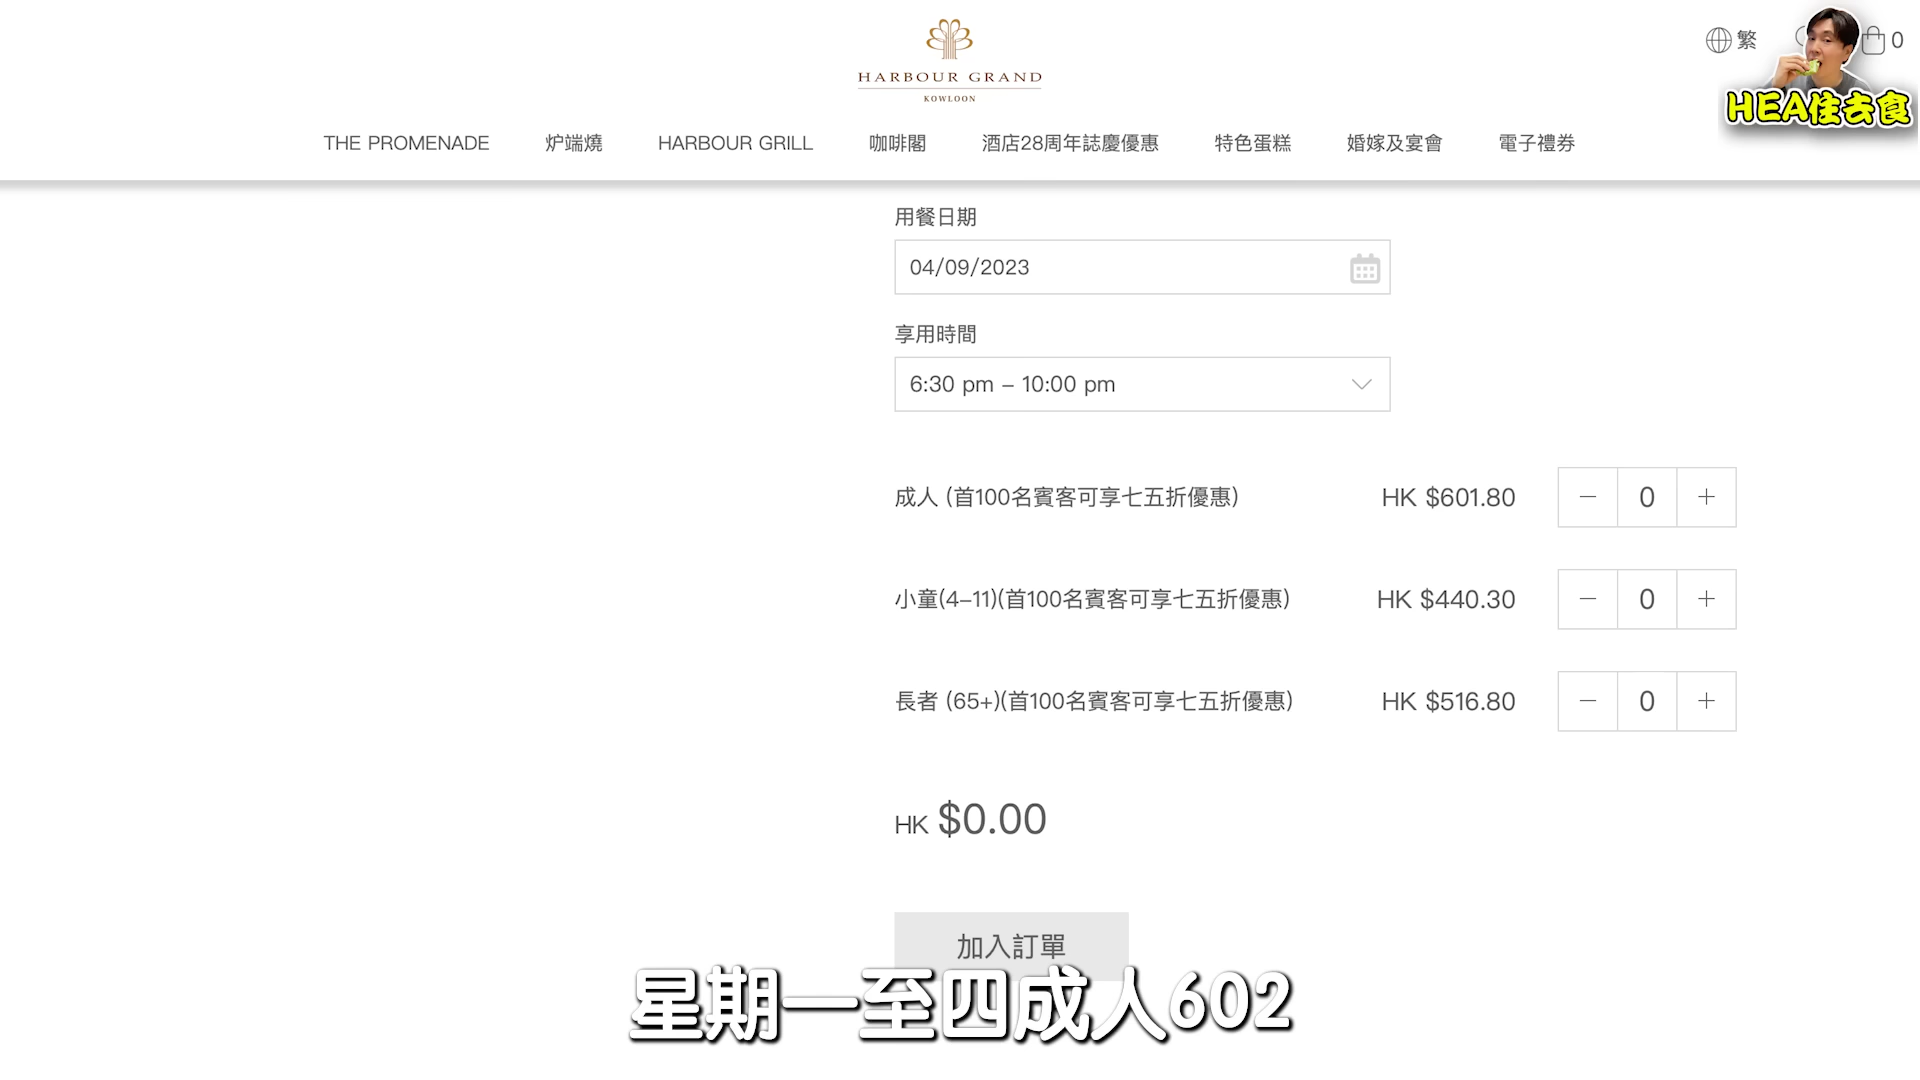 HARBOUR GRAND
KOWLOON
繁
0
HEA住去食
THE PROMENADE 炉端燒 HARBOUR GRILL 咖啡閣 酒店28周年誌慶優惠 特色蛋糕 婚嫁及宴會 電子禮券
用餐日期
04/09/2023
享用時間
6:30 pm – 10:00 pm
成人 (首100名賓客可享七五折優惠) HK $601.80 － 0 ＋
小童(4–11)(首100名賓客可享七五折優惠) HK $440.30 － 0 ＋
長者 (65+)(首100名賓客可享七五折優惠) HK $516.80 － 0 ＋
HK $0.00
加入訂單
星期一至四成人602